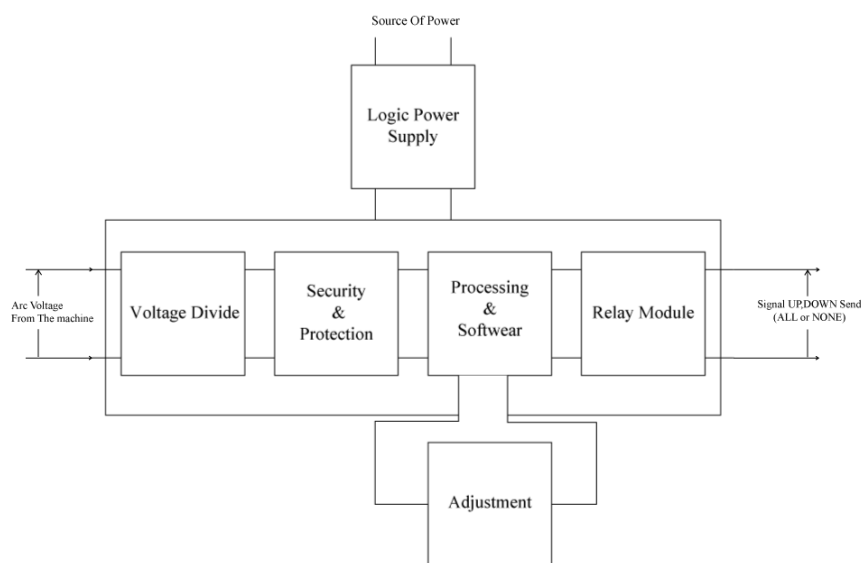 Source Of Power
Logic Power
Supply
Arc Voltage
From The machine
Voltage Divide
Security
&
Protection
Processing
&
Softwear
Relay Module
Signal UP,DOWN Send
(ALL or NONE)
Adjustment